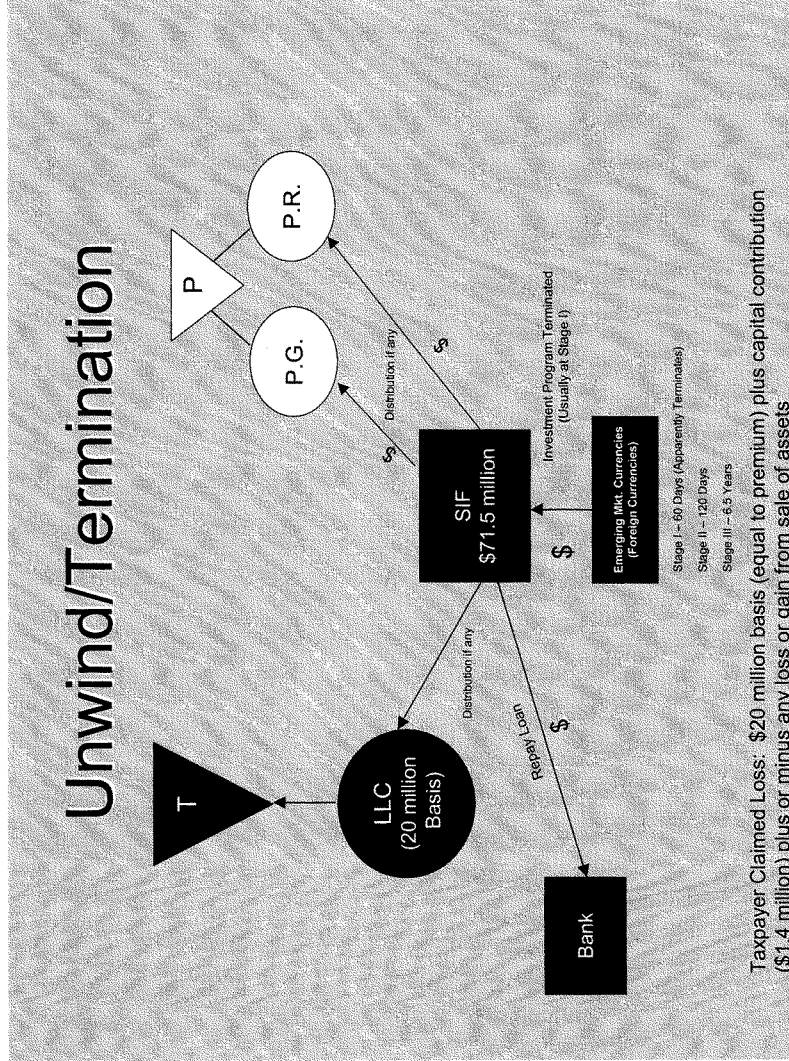 Unwind/Termination
T
P
P.G.
P.R.
LLC
(20 million
Basis)
Distribution if any
$
Distribution if any
$
SIF
$71.5 million
Repay Loan
$
Bank
$
Investment Program Terminated
(Usually at Stage I)
Emerging Mkt. Currencies
(Foreign Currencies)
Stage I – 60 Days (Apparently Terminates)
Stage II – 120 Days
Stage III – 6.5 Years
Taxpayer Claimed Loss: $20 million basis (equal to premium) plus capital contribution
($1.4 million) plus or minus any loss or gain from sale of assets